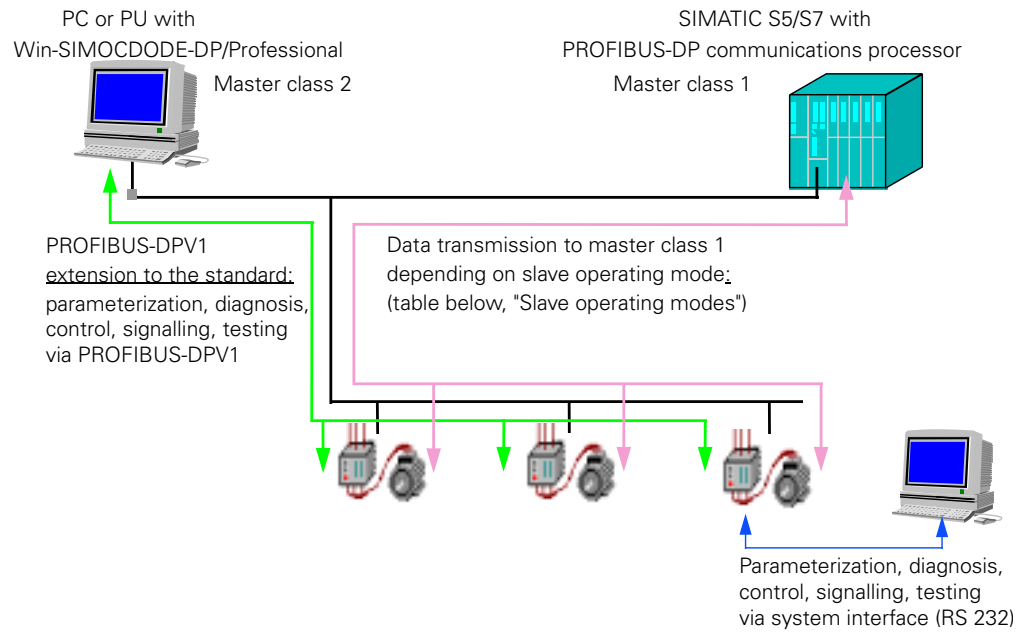 PC or PU with
Win-SIMOCDODE-DP/Professional
Master class 2
SIMATIC S5/S7 with
PROFIBUS-DP communications processor
Master class 1
PROFIBUS-DPV1
extension to the standard:
parameterization, diagnosis,
control, signalling, testing
via PROFIBUS-DPV1
Data transmission to master class 1
depending on slave operating mode:
(table below, "Slave operating modes")
Parameterization, diagnosis,
control, signalling, testing
via system interface (RS 232)